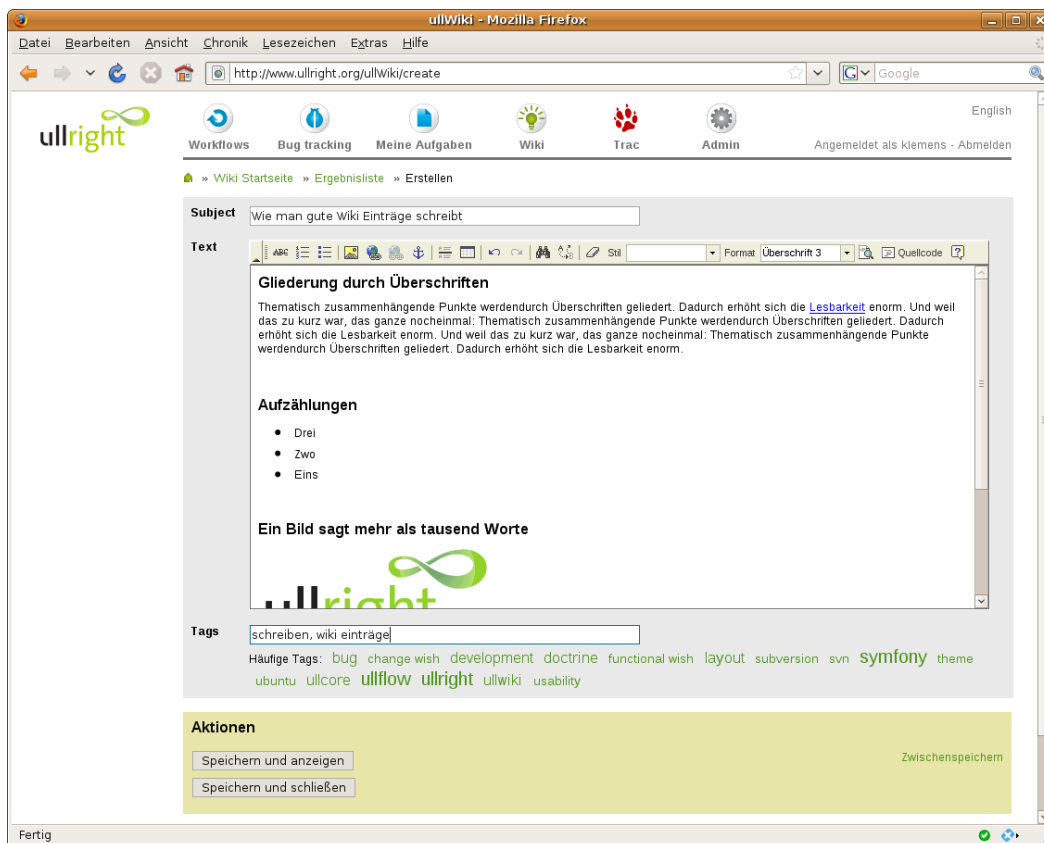 ullWiki - Mozilla Firefox
Datei Bearbeiten Ansicht Chronik Lesezeichen Extras Hilfe
http://www.ullright.org/ullWiki/create
G Google
ullright
English
Workflows Bug tracking Meine Aufgaben Wiki Trac Admin
Angemeldet als klemens - Abmelden
» Wiki Startseite » Ergebnisliste » Erstellen
Subject Wie man gute Wiki Einträge schreibt
Text
ABC Stil Format Überschrift 3 Quellcode
Gliederung durch Überschriften
Thematisch zusammenhängende Punkte werdendurch Überschriften geliedert. Dadurch erhöht sich die Lesbarkeit enorm. Und weil
das zu kurz war, das ganze nocheinmal: Thematisch zusammenhängende Punkte werdendurch Überschriften geliedert. Dadurch
erhöht sich die Lesbarkeit enorm. Und weil das zu kurz war, das ganze nocheinmal: Thematisch zusammenhängende Punkte
werdendurch Überschriften geliedert. Dadurch erhöht sich die Lesbarkeit enorm.
Aufzählungen
• Drei
• Zwo
• Eins
Ein Bild sagt mehr als tausend Worte
ullright
Tags schreiben, wiki einträge
Häufige Tags: bug change wish development doctrine functional wish layout subversion svn symfony theme
ubuntu ullcore ullflow ullright ullwiki usability
Aktionen
Speichern und anzeigen
Zwischenspeichern
Speichern und schließen
Fertig